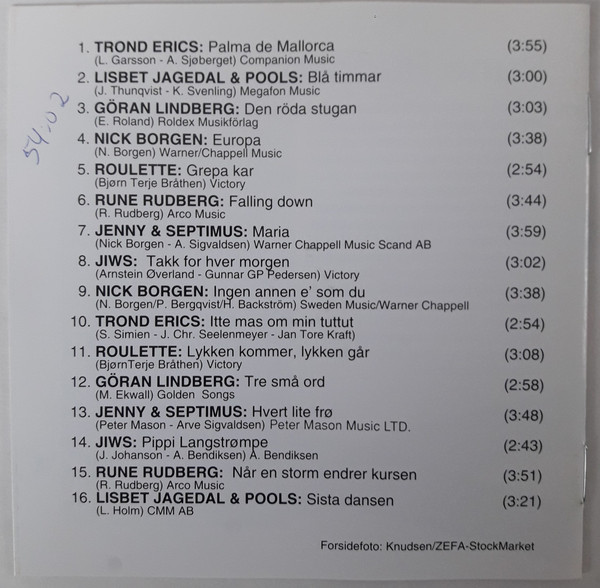 1. TROND ERICS: Palma de Mallorca (3:55)
(L. Garsson - A. Sjøberget) Companion Music
2. LISBET JAGEDAL & POOLS: Blå timmar (3:00)
(J. Thunqvist - K. Svenling) Megafon Music
3. GÖRAN LINDBERG: Den röda stugan (3:03)
(E. Roland) Roldex Musikförlag
4. NICK BORGEN: Europa (3:38)
(N. Borgen) Warner/Chappell Music
5. ROULETTE: Grepa kar (2:54)
(Bjørn Terje Bråthen) Victory
6. RUNE RUDBERG: Falling down (3:44)
(R. Rudberg) Arco Music
7. JENNY & SEPTIMUS: Maria (3:59)
(Nick Borgen - A. Sigvaldsen) Warner Chappell Music Scand AB
8. JIWS: Takk for hver morgen (3:02)
(Arnstein Øverland - Gunnar GP Pedersen) Victory
9. NICK BORGEN: Ingen annen e' som du (3:38)
(N. Borgen/P. Bergqvist/H. Backström) Sweden Music/Warner Chappell
10. TROND ERICS: Itte mas om min tuttut (2:54)
(S. Simien - J. Chr. Seelenmeyer - Jan Tore Kraft)
11. ROULETTE: Lykken kommer, lykken går (3:08)
(BjørnTerje Bråthen) Victory
12. GÖRAN LINDBERG: Tre små ord (2:58)
(M. Ekwall) Golden Songs
13. JENNY & SEPTIMUS: Hvert lite frø (3:48)
(Peter Mason - Arve Sigvaldsen) Peter Mason Music LTD.
14. JIWS: Pippi Langstrømpe (2:43)
(J. Johanson - A. Bendiksen) A. Bendiksen
15. RUNE RUDBERG: Når en storm endrer kursen (3:51)
(R. Rudberg) Arco Music
16. LISBET JAGEDAL & POOLS: Sista dansen (3:21)
(L. Holm) CMM AB
Forsidefoto: Knudsen/ZEFA-StockMarket
54.02